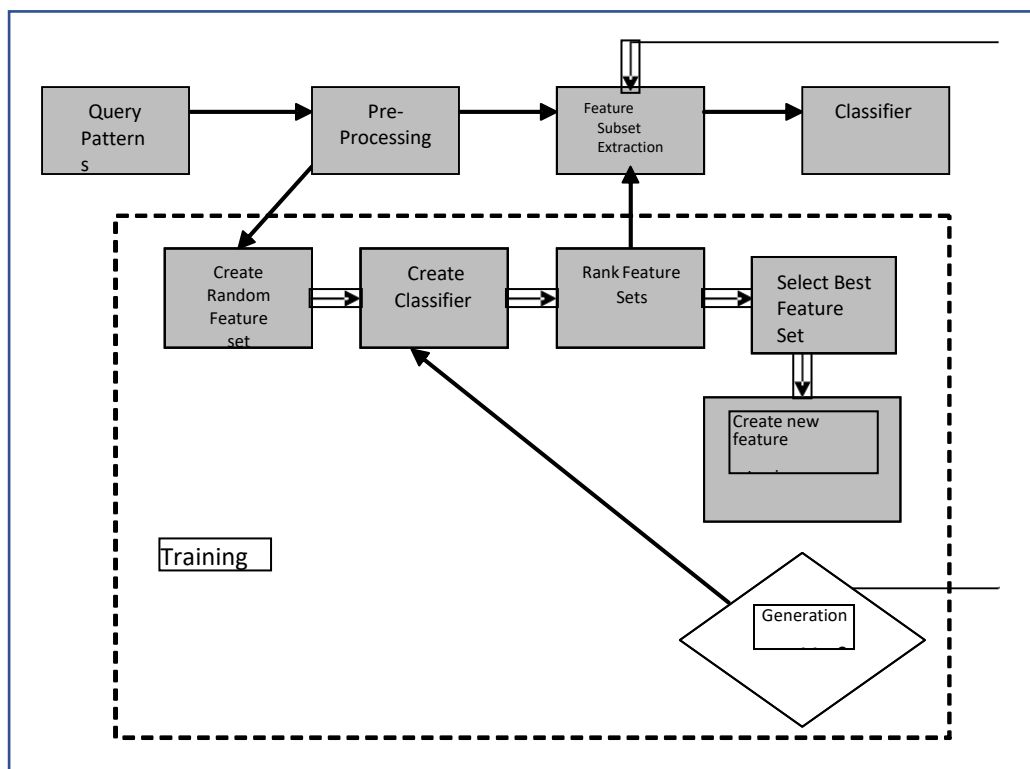 Query
Pattern
s
Pre-
Processing
Feature
Subset
Extraction
Classifier
Create
Random
Feature
set
Create
Classifier
Rank Feature
Sets
Select Best
Feature
Set
Create new
feature
Training
Generation